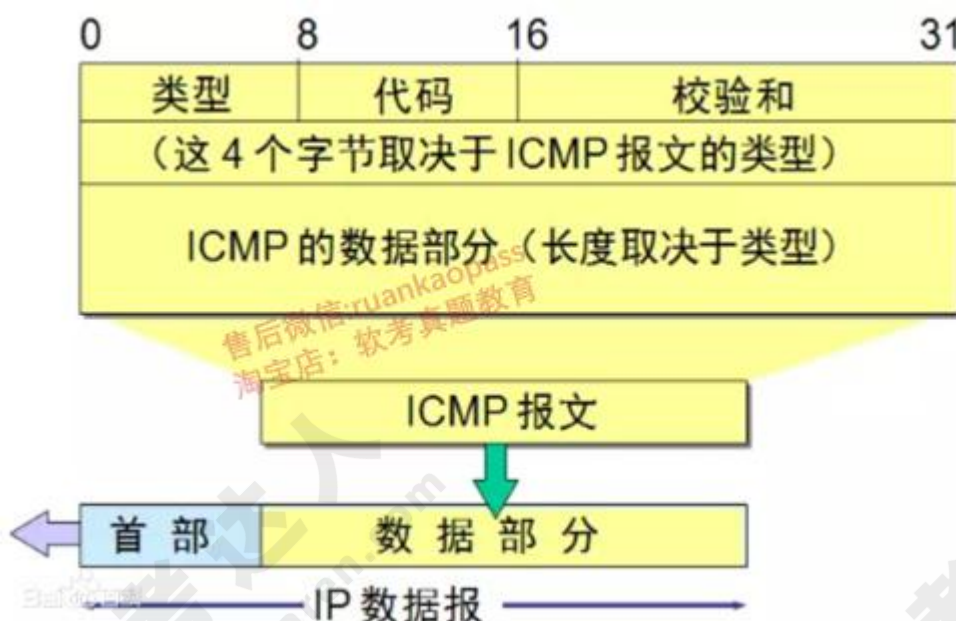 0 8 16 31
类型 代码 校验和
（这 4 个字节取决于 ICMP 报文的类型）
ICMP 的数据部分（长度取决于类型）
售后微信:ruankaopass
淘宝店：软考真题教育
ICMP 报文
首部 数据部分
IP 数据报